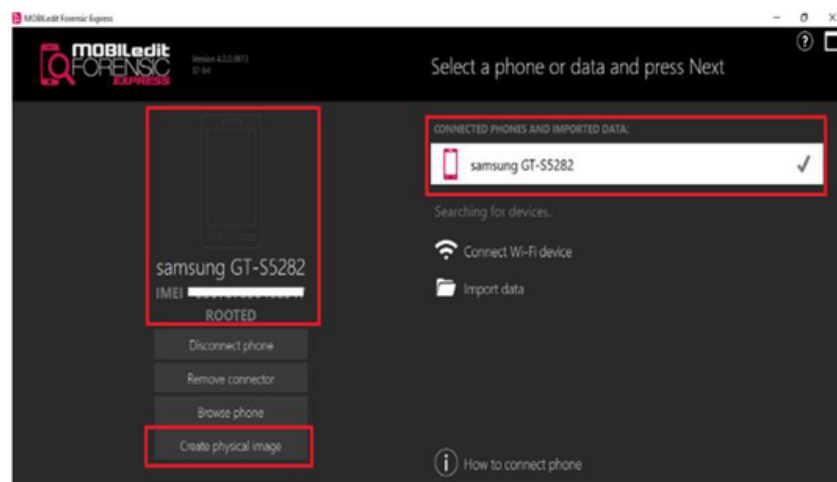 MOBILedit Forensic Express
MOBILedit
FORENSIC
EXPRESS
32-bit
Select a phone or data and press Next
CONNECTED PHONES AND IMPORTED DATA:
samsung GT-S5282
Searching for devices..
Connect Wi-Fi device
Import data
samsung GT-S5282
IMEI
ROOTED
Disconnect phone
Remove connector
Browse phone
Create physical image
How to connect phone